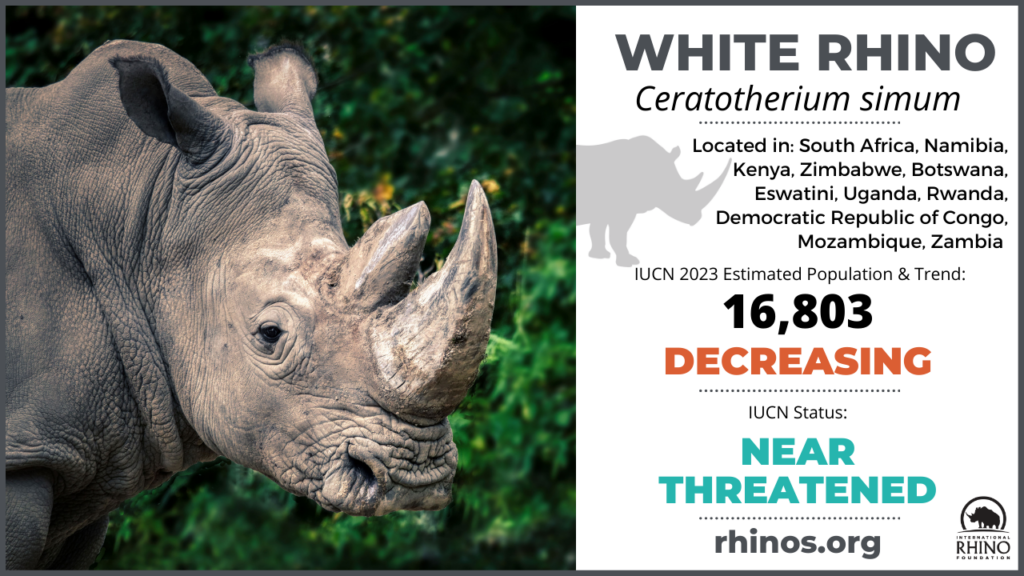 WHITE RHINO
Ceratotherium simum
Located in: South Africa, Namibia,
Kenya, Zimbabwe, Botswana,
Eswatini, Uganda, Rwanda,
Democratic Republic of Congo,
Mozambique, Zambia
IUCN 2023 Estimated Population & Trend:
16,803
DECREASING
IUCN Status:
NEAR
THREATENED
rhinos.org
INTERNATIONAL
RHINO
FOUNDATION